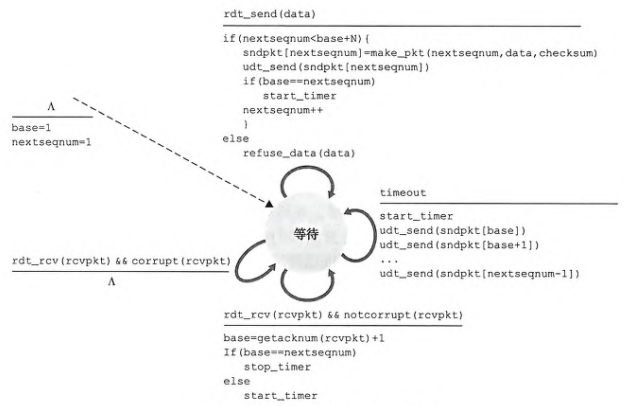 rdt_send(data)
if(nextseqnum<base+N){
sndpkt[nextseqnum]=make_pkt(nextseqnum,data,checksum)
udt_send(sndpkt[nextseqnum])
if(base==nextseqnum)
start_timer
nextseqnum++
}
else
refuse_data(data)
Λ
base=1
nextseqnum=1
timeout
start_timer
udt_send(sndpkt[base])
udt_send(sndpkt[base+1])
...
udt_send(sndpkt[nextseqnum-1])
等待
rdt_rcv(rcvpkt) && corrupt(rcvpkt)
Λ
rdt_rcv(rcvpkt) && notcorrupt(rcvpkt)
base=getacknum(rcvpkt)+1
If(base==nextseqnum)
stop_timer
else
start_timer